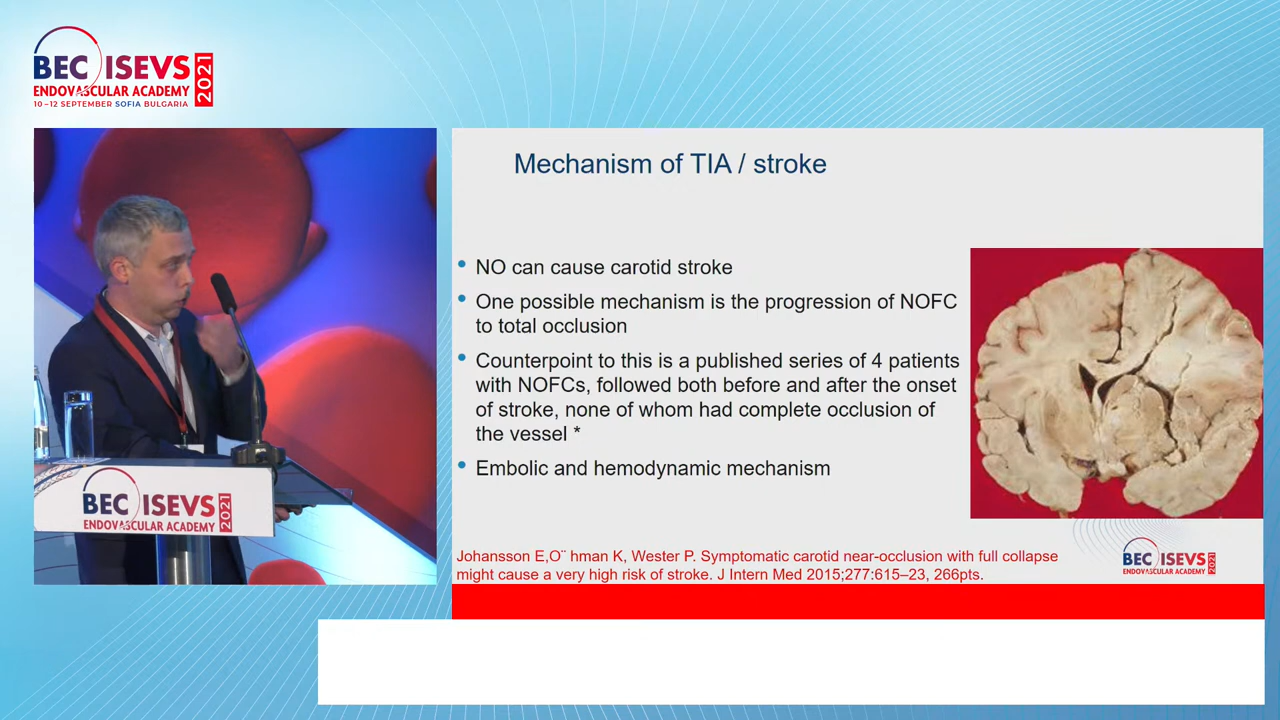 BEC ISEVS
ENDOVASCULAR ACADEMY
2021
10–12 SEPTEMBER SOFIA BULGARIA
BEC ISEVS
ENDOVASCULAR ACADEMY
2021
Mechanism of TIA / stroke
NO can cause carotid stroke
One possible mechanism is the progression of NOFC
to total occlusion
Counterpoint to this is a published series of 4 patients
with NOFCs, followed both before and after the onset
of stroke, none of whom had complete occlusion of
the vessel *
Embolic and hemodynamic mechanism
Johansson E,O¨ hman K, Wester P. Symptomatic carotid near-occlusion with full collapse
might cause a very high risk of stroke. J Intern Med 2015;277:615–23, 266pts.
BEC ISEVS
ENDOVASCULAR ACADEMY
2021